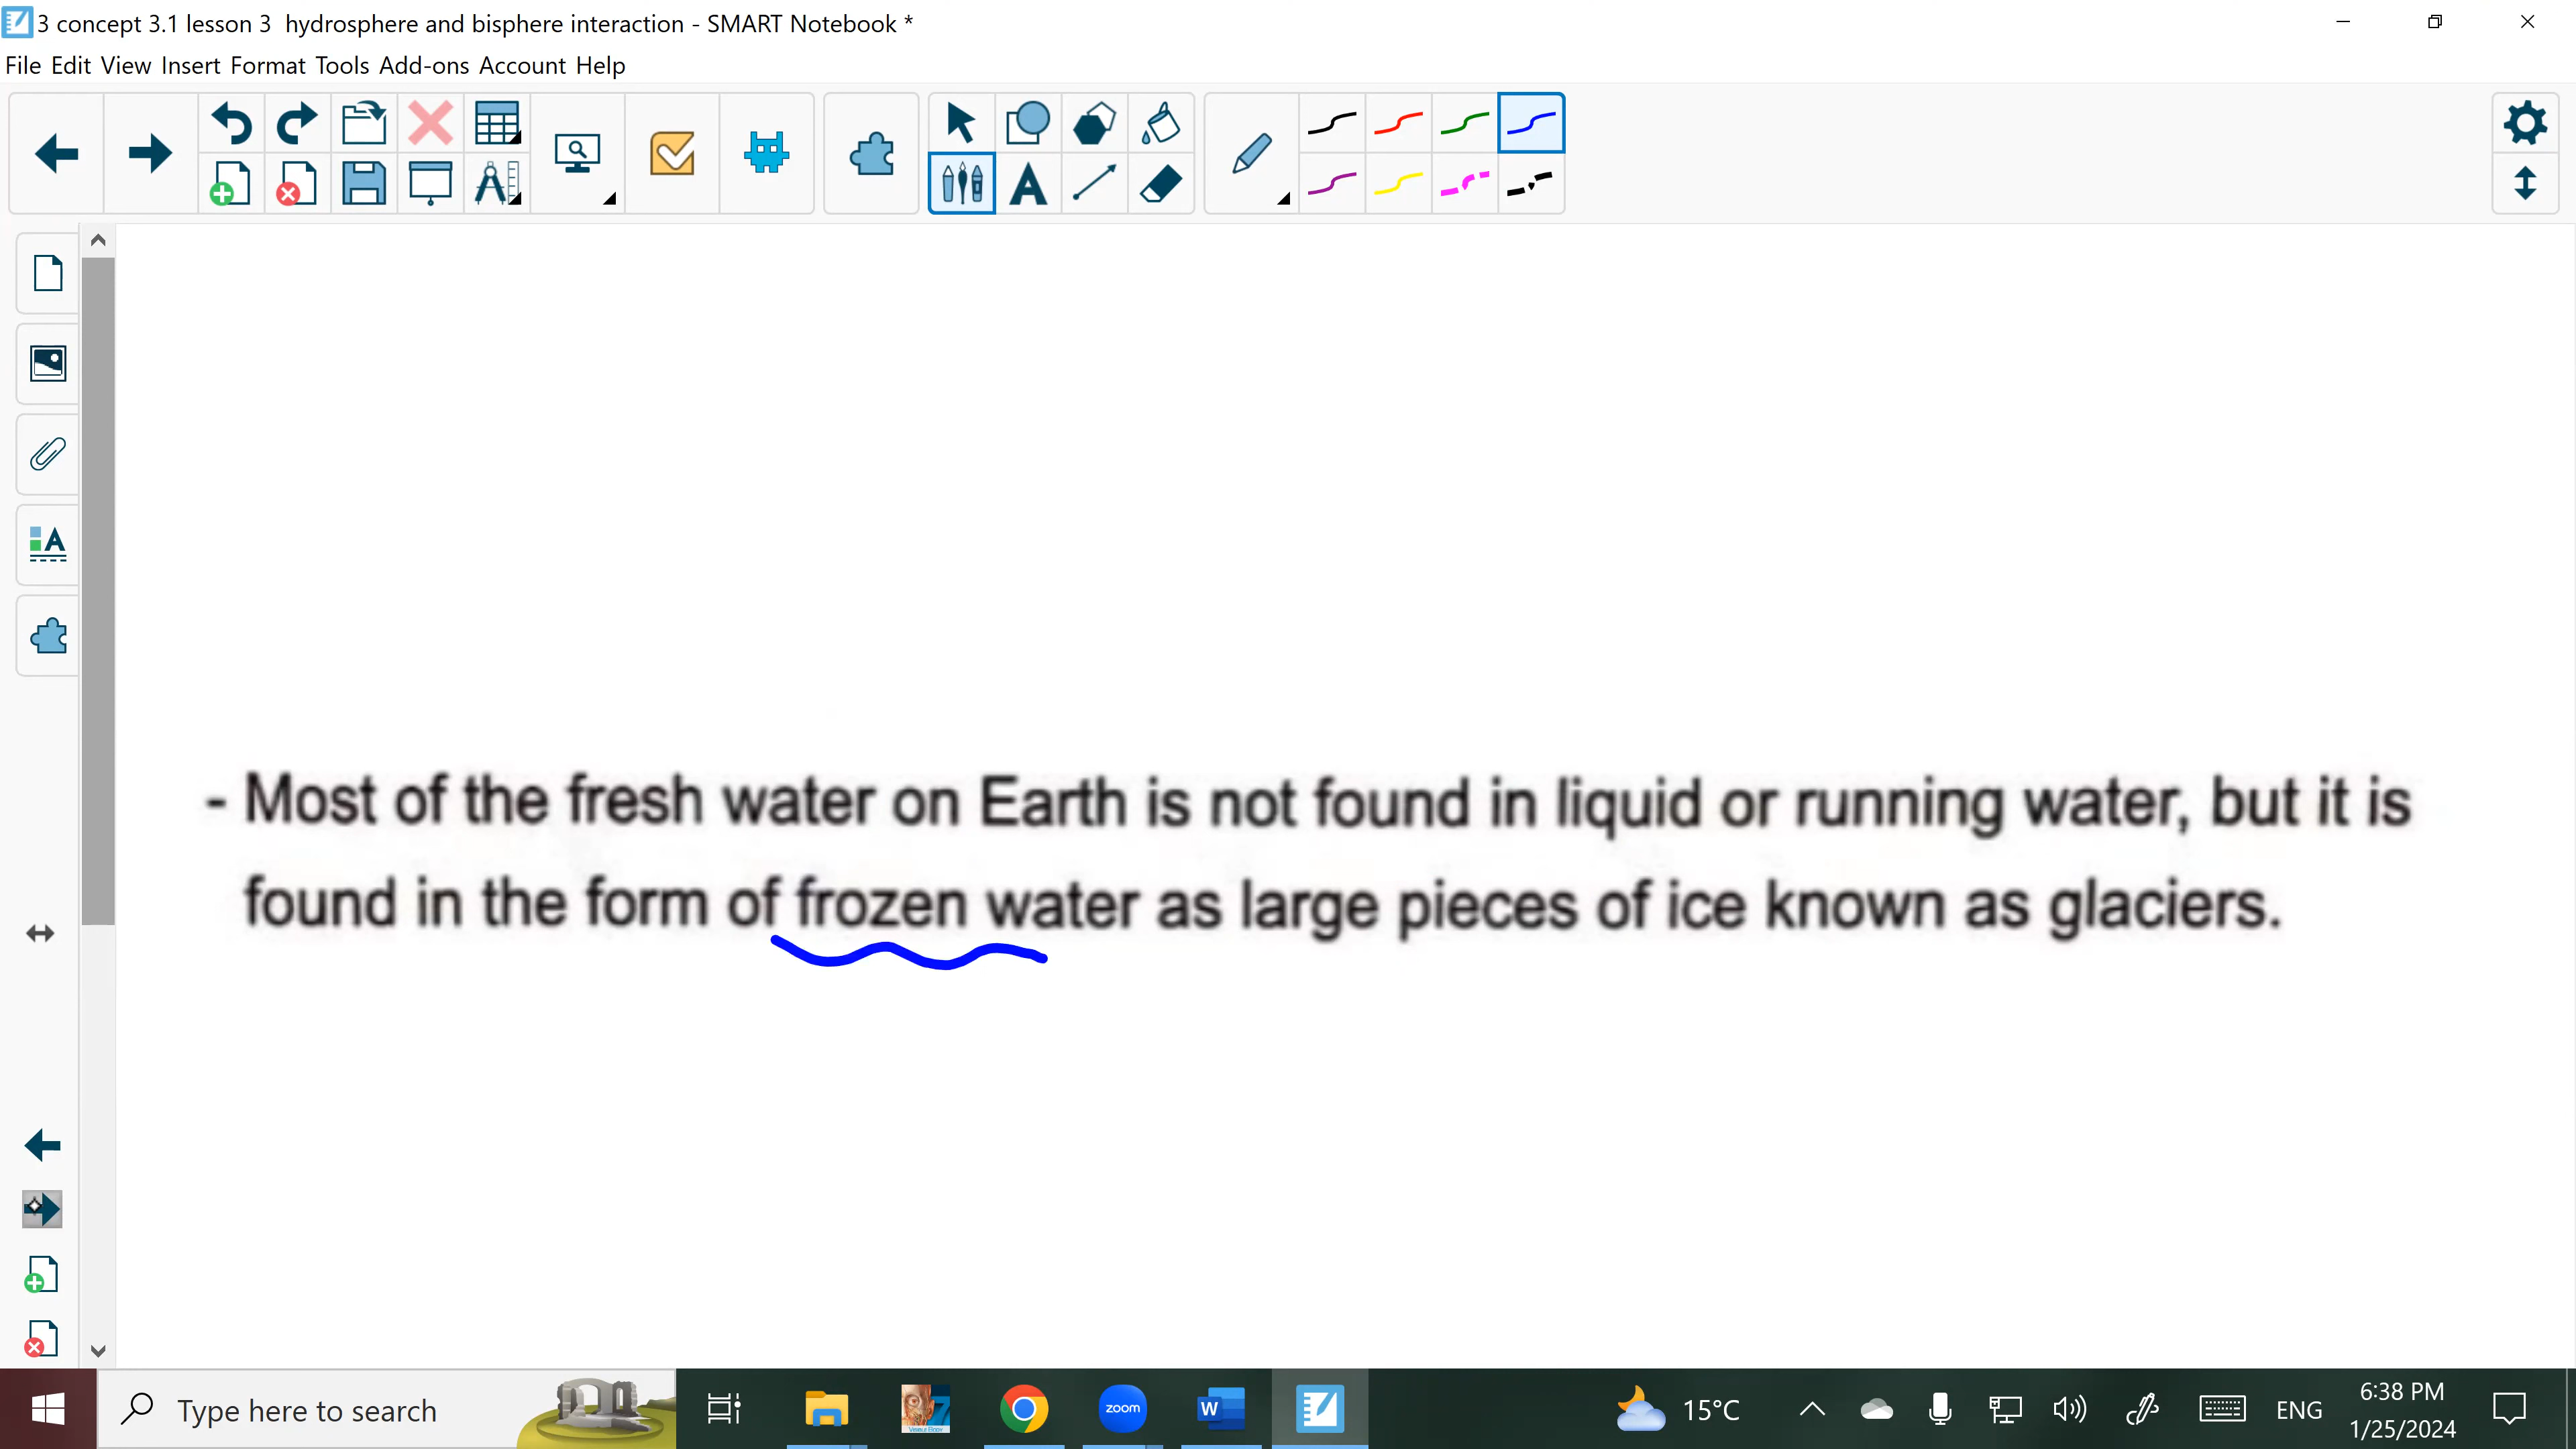 3 concept 3.1 lesson 3  hydrosphere and bisphere interaction - SMART Notebook *
File Edit View Insert Format Tools Add-ons Account Help
- Most of the fresh water on Earth is not found in liquid or running water, but it is
found in the form of frozen water as large pieces of ice known as glaciers.
Type here to search
zoom
W
15°C
ENG
6:38 PM
1/25/2024